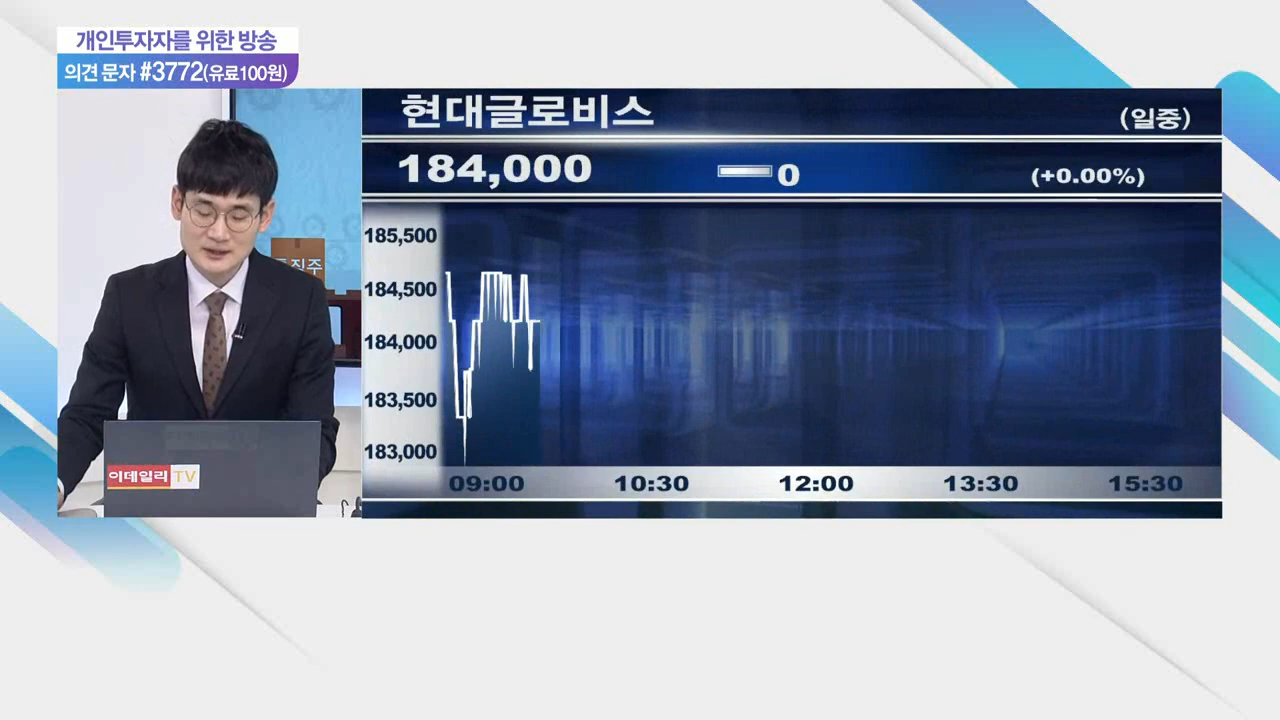 개인투자자를 위한 방송
의견 문자 #3772(유료100원)
현대글로비스 (일중)
184,000 0 (+0.00%)
185,500
184,500
184,000
183,500
183,000
09:00 10:30 12:00 13:30 15:30
이데일리 TV